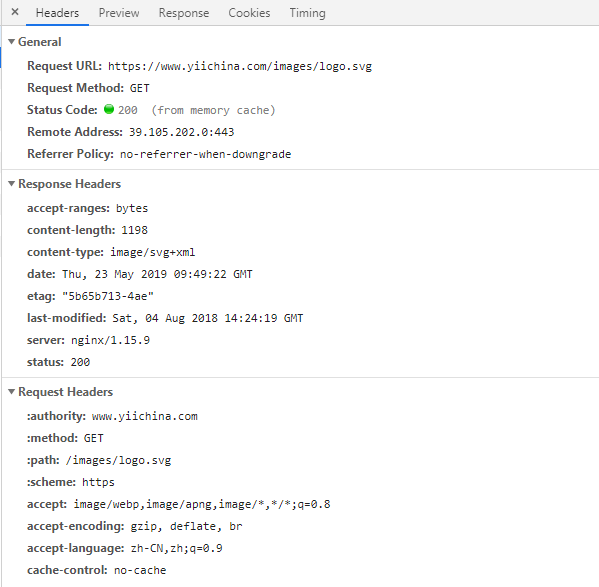 × Headers Preview Response Cookies Timing
▼ General
Request URL: https://www.yiichina.com/images/logo.svg
Request Method: GET
Status Code: 200 (from memory cache)
Remote Address: 39.105.202.0:443
Referrer Policy: no-referrer-when-downgrade
▼ Response Headers
accept-ranges: bytes
content-length: 1198
content-type: image/svg+xml
date: Thu, 23 May 2019 09:49:22 GMT
etag: "5b65b713-4ae"
last-modified: Sat, 04 Aug 2018 14:24:19 GMT
server: nginx/1.15.9
status: 200
▼ Request Headers
:authority: www.yiichina.com
:method: GET
:path: /images/logo.svg
:scheme: https
accept: image/webp,image/apng,image/*,*/*;q=0.8
accept-encoding: gzip, deflate, br
accept-language: zh-CN,zh;q=0.9
cache-control: no-cache